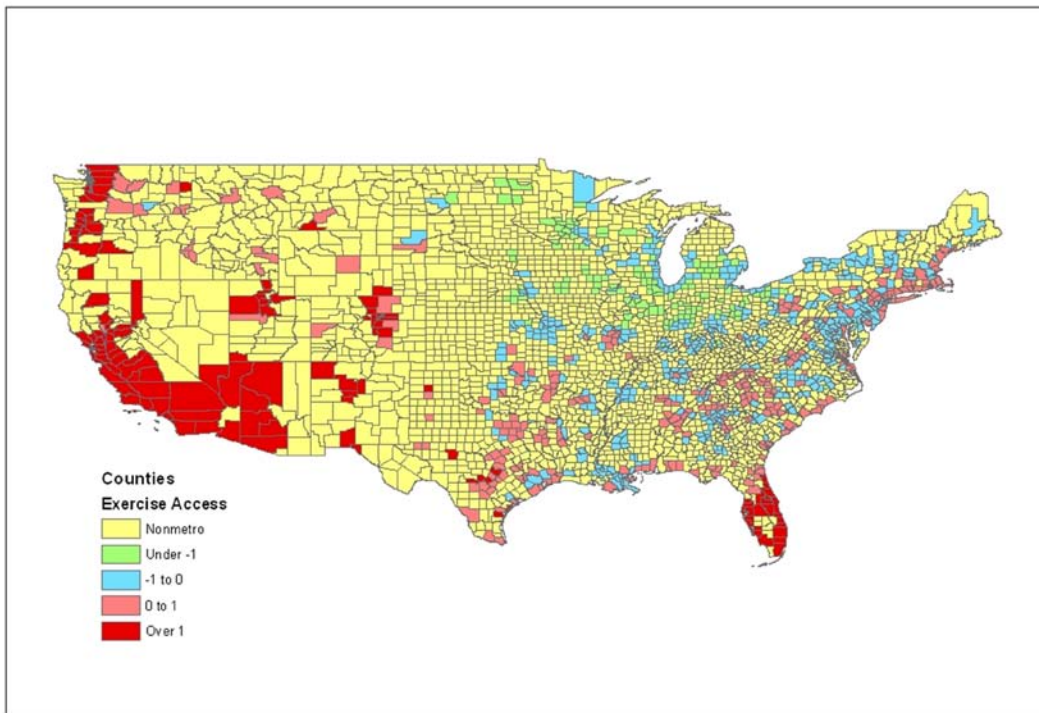 Counties
Exercise Access
Nonmetro
Under -1
-1 to 0
0 to 1
Over 1